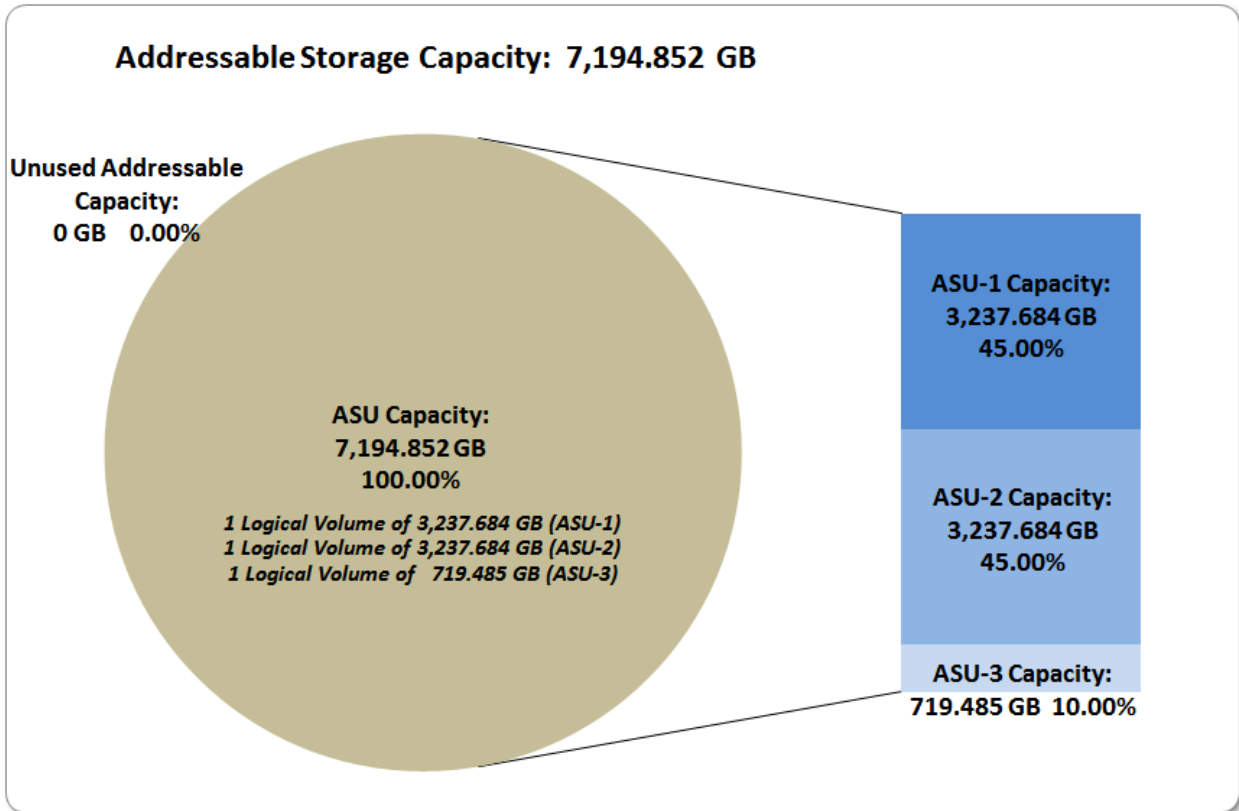 Addressable Storage Capacity: 7,194.852 GB
Unused Addressable
Capacity:
0 GB 0.00%
ASU Capacity:
7,194.852 GB
100.00%
1 Logical Volume of 3,237.684 GB (ASU-1)
1 Logical Volume of 3,237.684 GB (ASU-2)
1 Logical Volume of 719.485 GB (ASU-3)
ASU-1 Capacity:
3,237.684 GB
45.00%
ASU-2 Capacity:
3,237.684 GB
45.00%
ASU-3 Capacity:
719.485 GB 10.00%